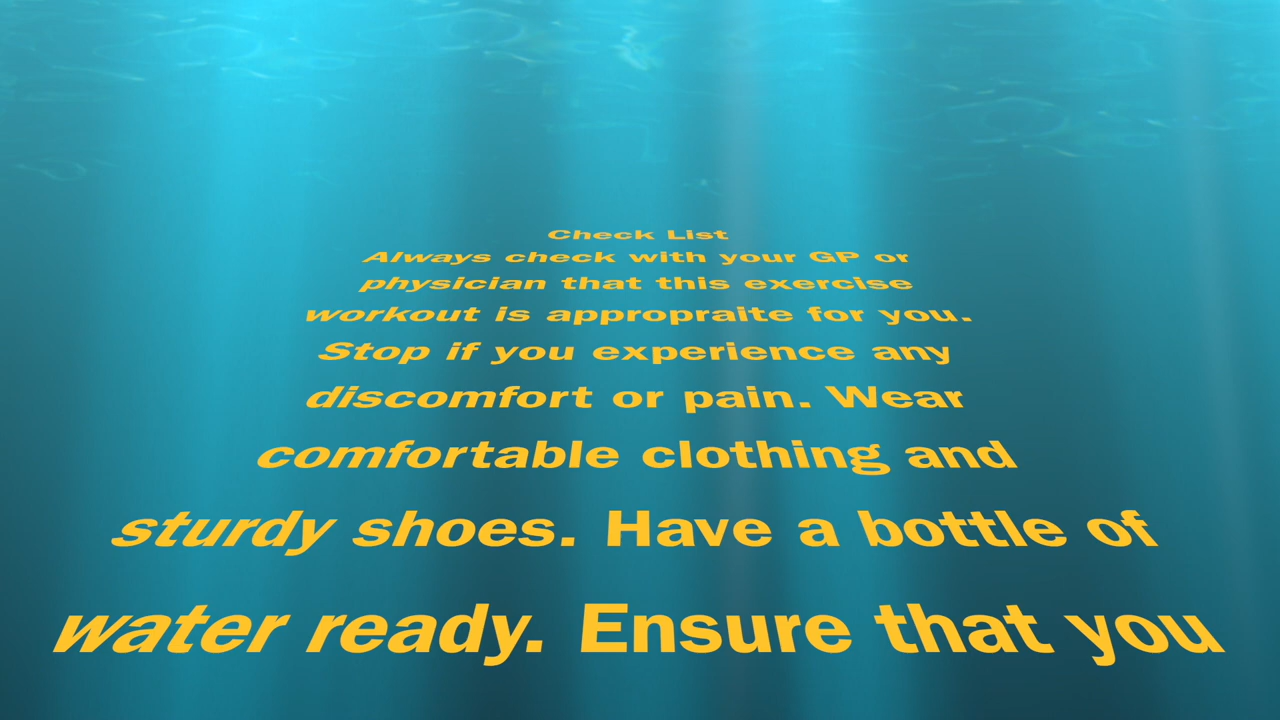 Check List
Always check with your GP or
physician that this exercise
workout is appropraite for you.
Stop if you experience any
discomfort or pain. Wear
comfortable clothing and
sturdy shoes. Have a bottle of
water ready. Ensure that you